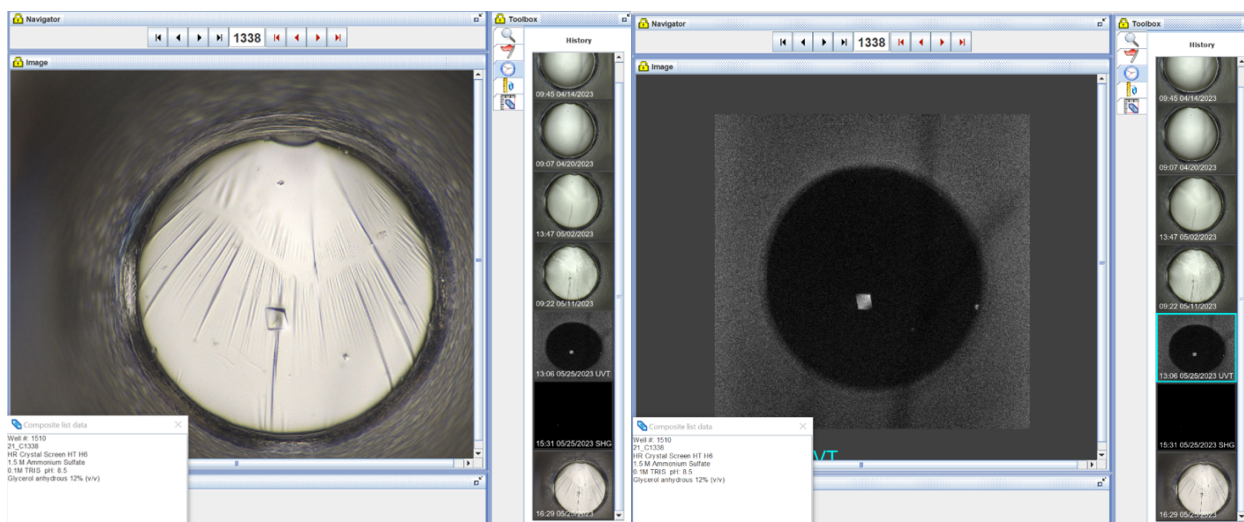 Navigator
1338
Image
Toolbox
History
09:45 04/14/2023
09:07 04/20/2023
13:47 05/02/2023
09:22 05/11/2023
13:06 05/25/2023 UVT
15:31 05/25/2023 SHG
16:29 05/25/2023
Composite list data
Well #: 1510
21_C1338
HR Crystal Screen HT H6
1.5 M Ammonium Sulfate
0.1M TRIS pH: 8.5
Glycerol anhydrous 12% (v/v)
Navigator
1338
Image
UVT
Toolbox
History
09:45 04/14/2023
09:07 04/20/2023
13:47 05/02/2023
09:22 05/11/2023
13:06 05/25/2023 UVT
15:31 05/25/2023 SHG
16:29 05/25/2023
Composite list data
Well #: 1510
21_C1338
HR Crystal Screen HT H6
1.5 M Ammonium Sulfate
0.1M TRIS pH: 8.5
Glycerol anhydrous 12% (v/v)